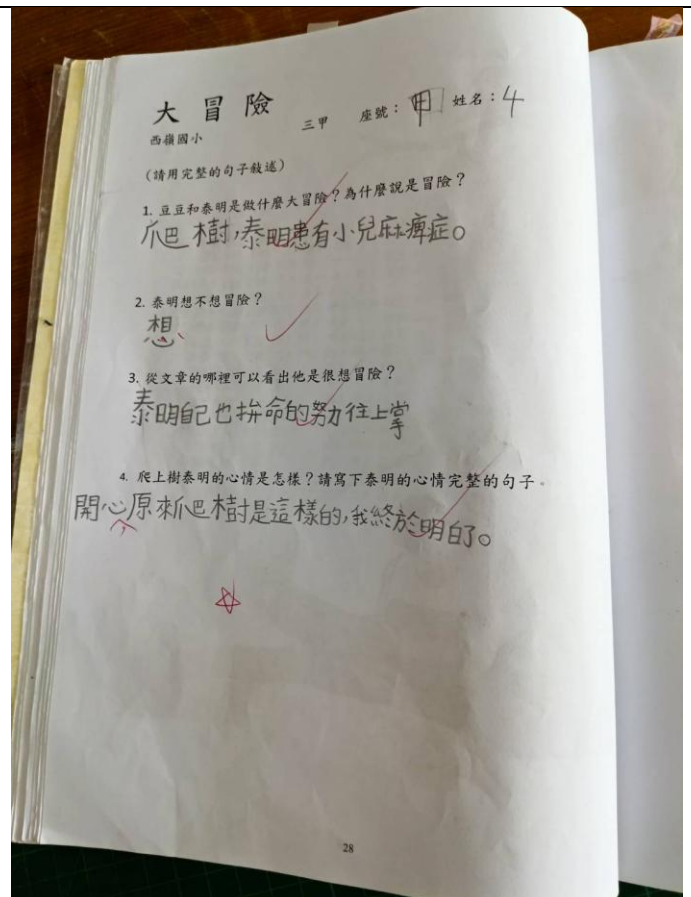 大冒險
西嶺國小 三甲 座號：甲 姓名：4
(請用完整的句子敘述)
1. 豆豆和泰明是做什麼大冒險？為什麼說是冒險？
爬樹，泰明患有小兒麻痺症。
2. 泰明想不想冒險？
想、
3. 從文章的哪裡可以看出他是很想冒險？
泰明自己也拚命的努力往上掌
4. 爬上樹泰明的心情是怎樣？請寫下泰明的心情完整的句子。
開心原來爬樹是這樣的，我終於明白了。
28